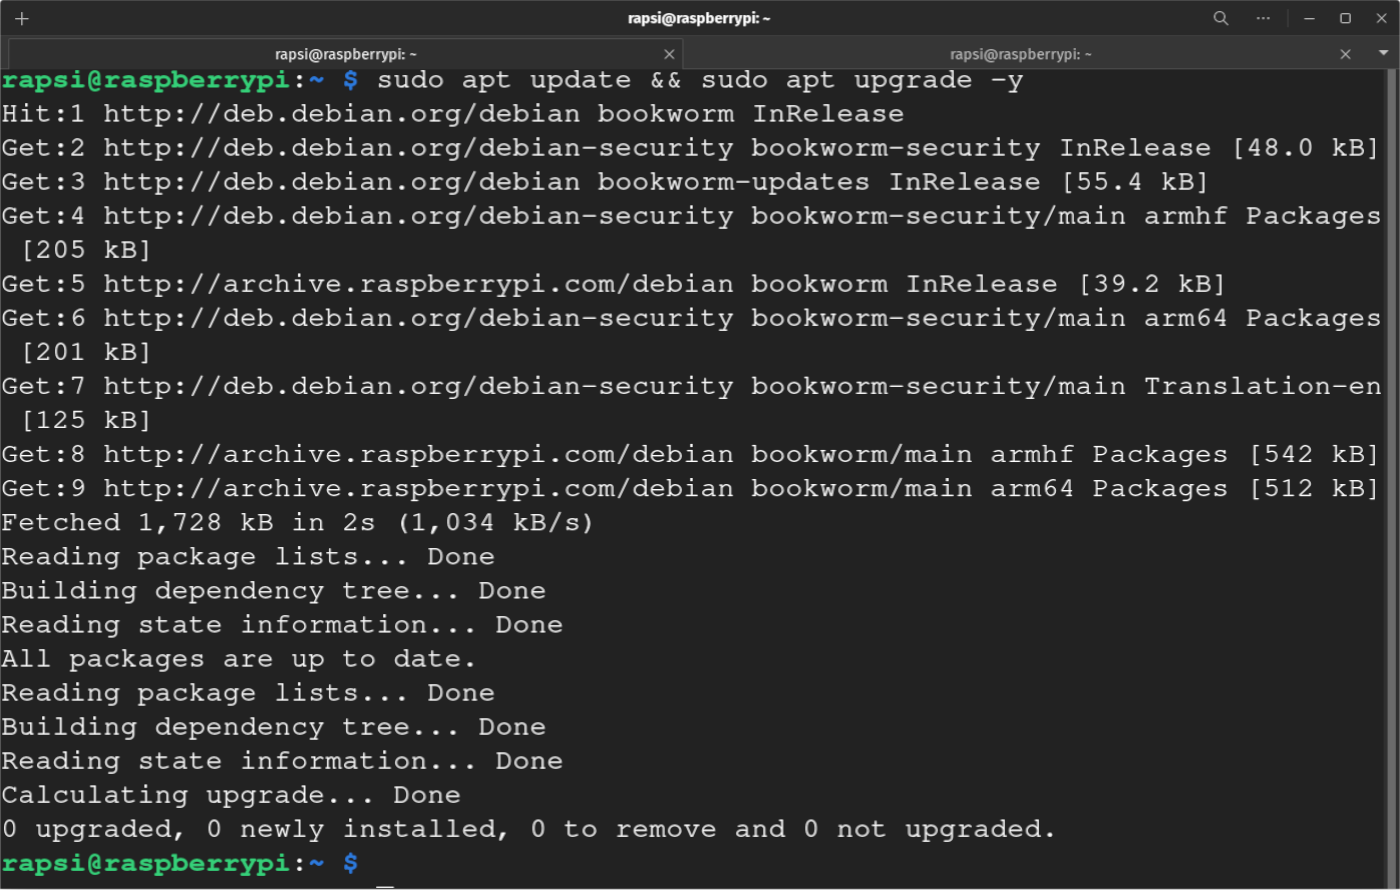 rapsi@raspberrypi: ~
rapsi@raspberrypi: ~
rapsi@raspberrypi: ~
rapsi@raspberrypi:~ $ sudo apt update && sudo apt upgrade -y
Hit:1 http://deb.debian.org/debian bookworm InRelease
Get:2 http://deb.debian.org/debian-security bookworm-security InRelease [48.0 kB]
Get:3 http://deb.debian.org/debian bookworm-updates InRelease [55.4 kB]
Get:4 http://deb.debian.org/debian-security bookworm-security/main armhf Packages
[205 kB]
Get:5 http://archive.raspberrypi.com/debian bookworm InRelease [39.2 kB]
Get:6 http://deb.debian.org/debian-security bookworm-security/main arm64 Packages
[201 kB]
Get:7 http://deb.debian.org/debian-security bookworm-security/main Translation-en
[125 kB]
Get:8 http://archive.raspberrypi.com/debian bookworm/main armhf Packages [542 kB]
Get:9 http://archive.raspberrypi.com/debian bookworm/main arm64 Packages [512 kB]
Fetched 1,728 kB in 2s (1,034 kB/s)
Reading package lists... Done
Building dependency tree... Done
Reading state information... Done
All packages are up to date.
Reading package lists... Done
Building dependency tree... Done
Reading state information... Done
Calculating upgrade... Done
0 upgraded, 0 newly installed, 0 to remove and 0 not upgraded.
rapsi@raspberrypi:~ $